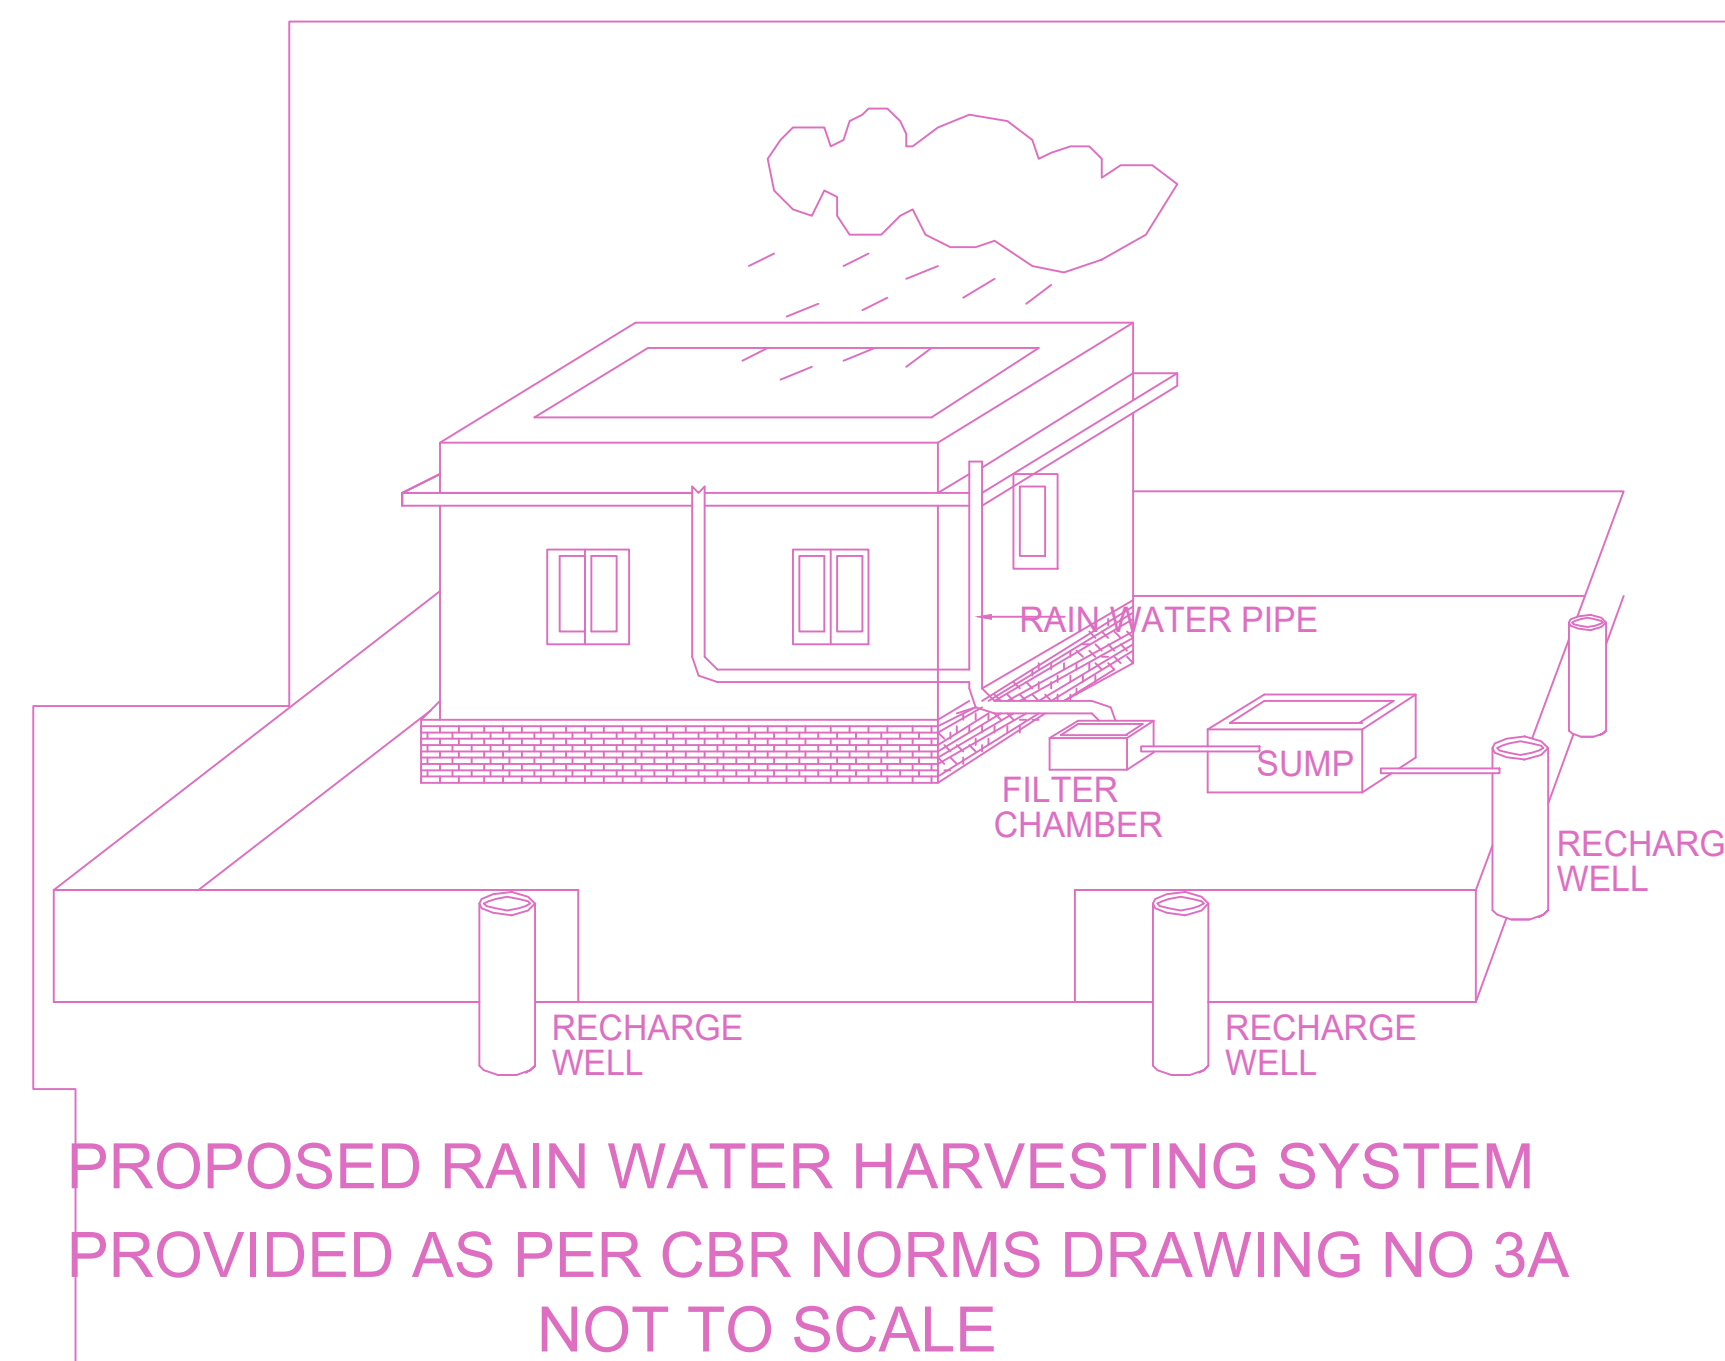 RAIN WATER PIPE
SUMP
FILTER
CHAMBER
RECHARG
WELL
RECHARGE
WELL
RECHARGE
WELL
PROPOSED RAIN WATER HARVESTING SYSTEM
PROVIDED AS PER CBR NORMS DRAWING NO 3A
NOT TO SCALE